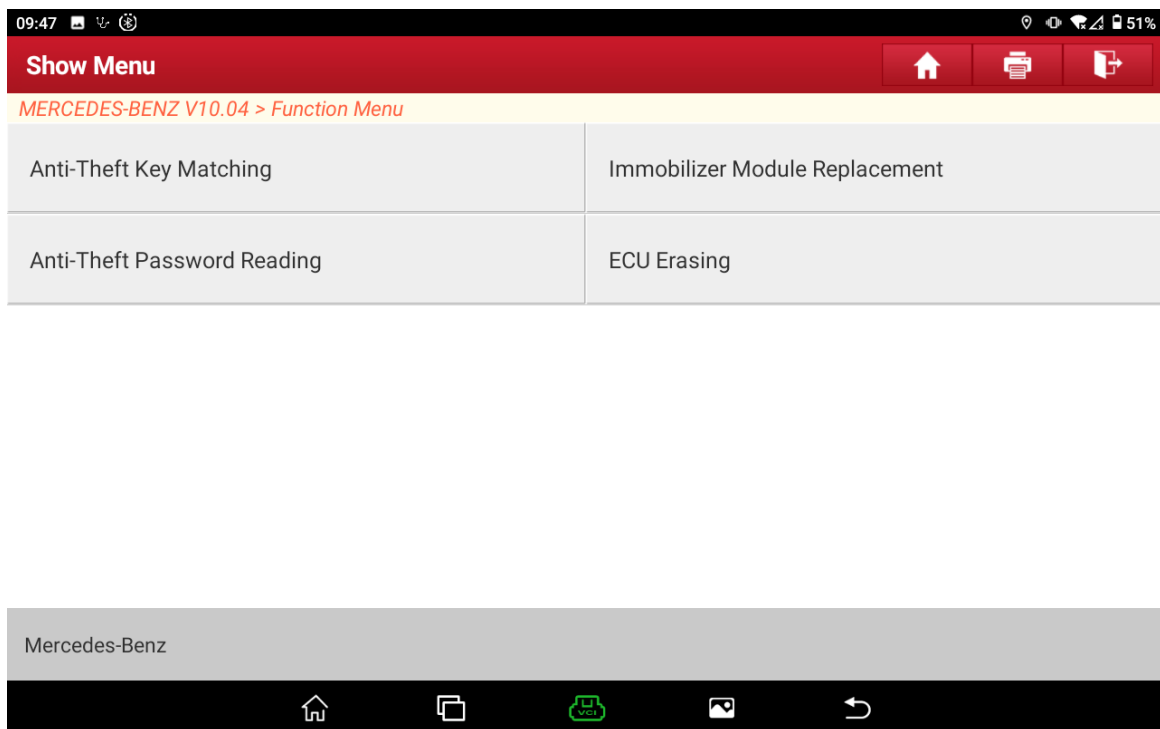 09:47 51%
Show Menu
MERCEDES-BENZ V10.04 > Function Menu
Anti-Theft Key Matching
Immobilizer Module Replacement
Anti-Theft Password Reading
ECU Erasing
Mercedes-Benz
VCI